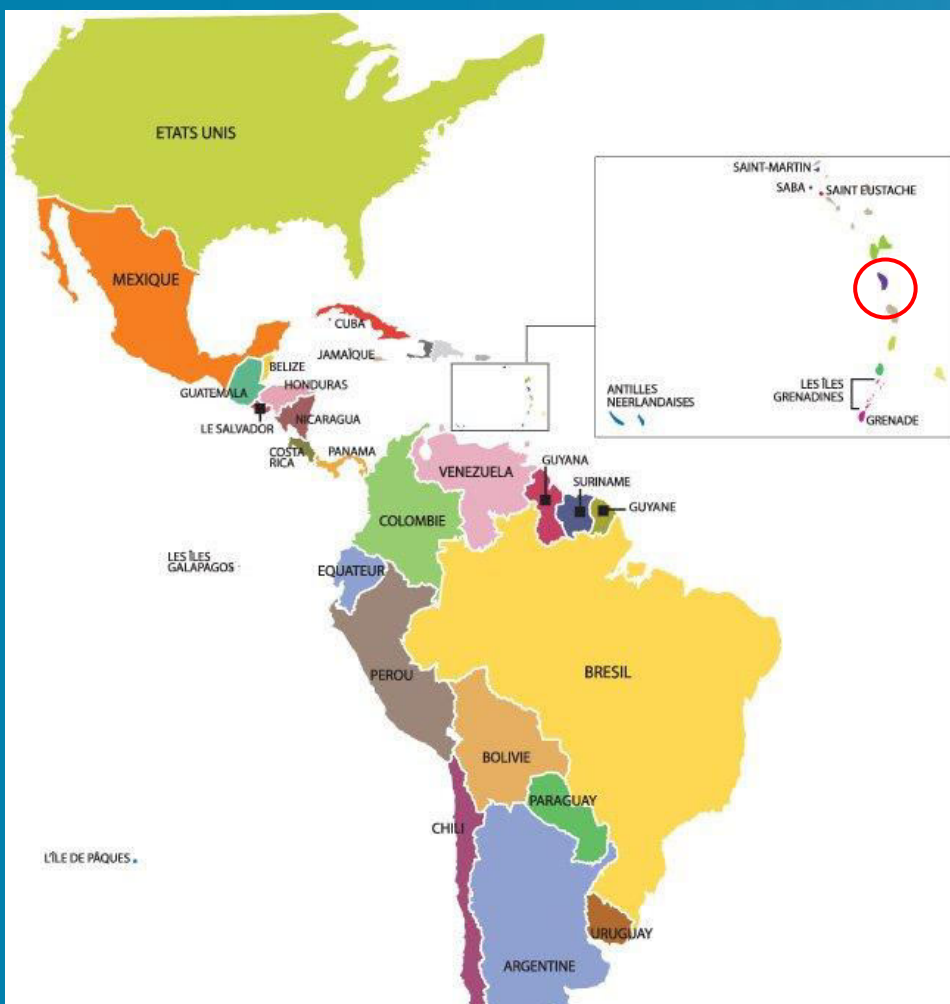 ETATS UNIS
SAINT-MARTIN
SABA
SAINT EUSTACHE
MEXIQUE
CUBA
JAMAÏQUE
BELIZE
GUATEMALA
HONDURAS
LE SALVADOR
NICARAGUA
COSTA
RICA
PANAMA
ANTILLES
NEERLANDAISES
LES ÎLES
GRENADINES
GRENADE
VENEZUELA
GUYANA
SURINAME
GUYANE
COLOMBIE
LES ÎLES
GALAPAGOS
EQUATEUR
PEROU
BRESIL
BOLIVIE
PARAGUAY
CHILI
L'ÎLE DE PÂQUES
URUGUAY
ARGENTINE